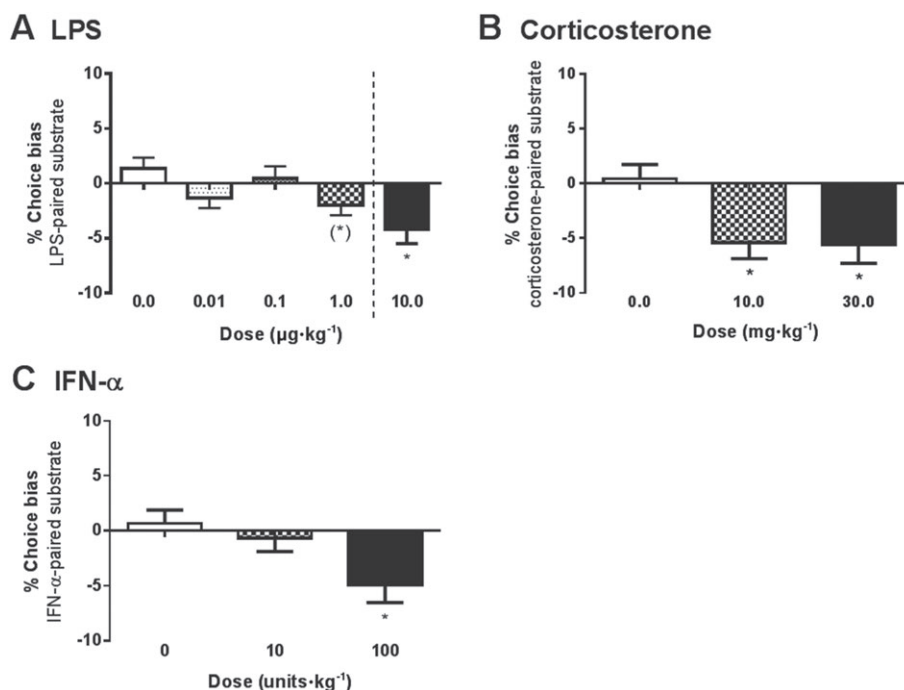 A LPS
% Choice bias
LPS-paired substrate
10
5
0
-5
-10
(*)
*
0.0 0.01 0.1 1.0 10.0
Dose (µg·kg⁻¹)
B Corticosterone
% Choice bias
corticosterone-paired substrate
10
5
0
-5
-10
* *
0.0 10.0 30.0
Dose (mg·kg⁻¹)
C IFN-α
% Choice bias
IFN-α-paired substrate
10
5
0
-5
-10
*
0 10 100
Dose (units·kg⁻¹)